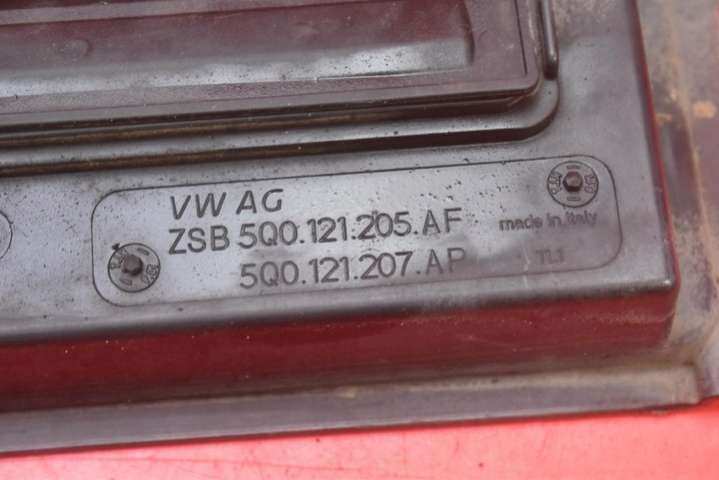 VW AG
ZSB 5Q0.121.205.AF
made in Italy
5Q0.121.207.AP